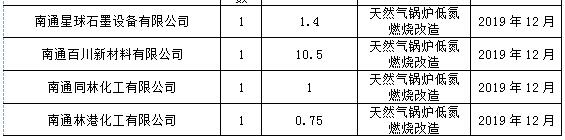 数
南通星球石墨设备有限公司 1 1.4 天然气锅炉低氮燃烧改造 2019 年 12 月
南通百川新材料有限公司 1 10.5 天然气锅炉低氮燃烧改造 2019 年 12 月
南通同林化工有限公司 1 1 天然气锅炉低氮燃烧改造 2019 年 12 月
南通林港化工有限公司 1 0.75 天然气锅炉低氮燃烧改造 2019 年 12 月